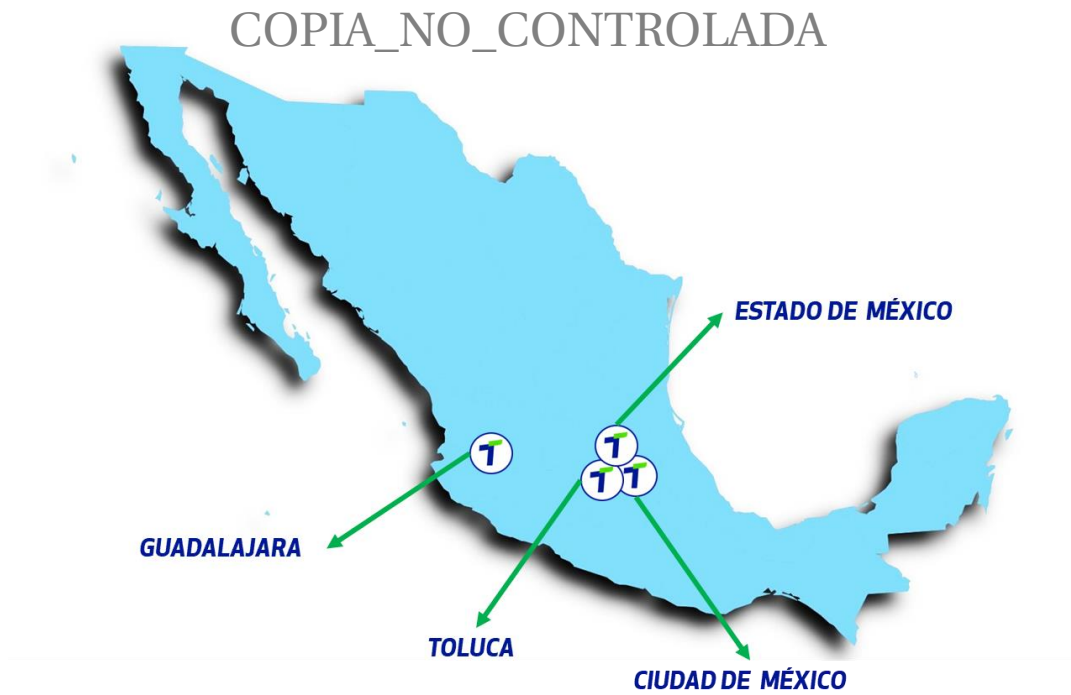 COPIA_NO_CONTROLADA
ESTADO DE MÉXICO
GUADALAJARA
TOLUCA
CIUDAD DE MÉXICO